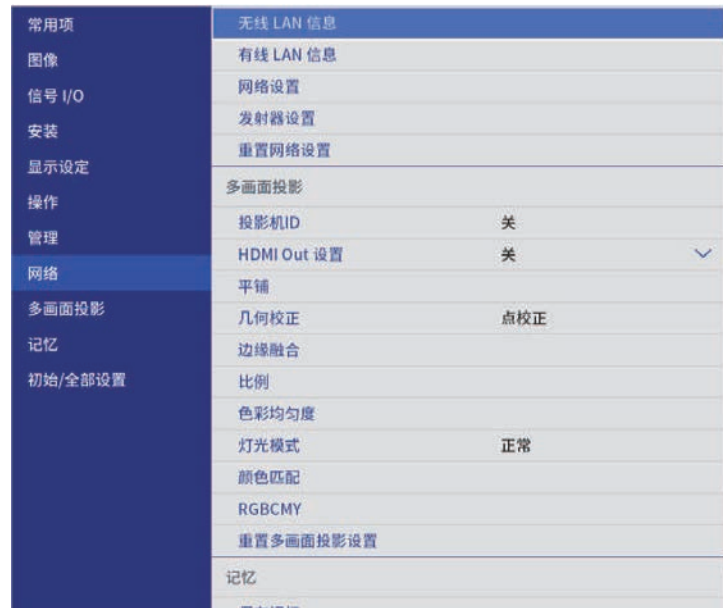 常用项
图像
信号 I/O
安装
显示设定
操作
管理
网络
多画面投影
记忆
初始/全部设置
无线 LAN 信息
有线 LAN 信息
网络设置
发射器设置
重置网络设置
多画面投影
投影机ID 关
HDMI Out 设置 关
平铺
几何校正 点校正
边缘融合
比例
色彩均匀度
灯光模式 正常
颜色匹配
RGBCMY
重置多画面投影设置
记忆